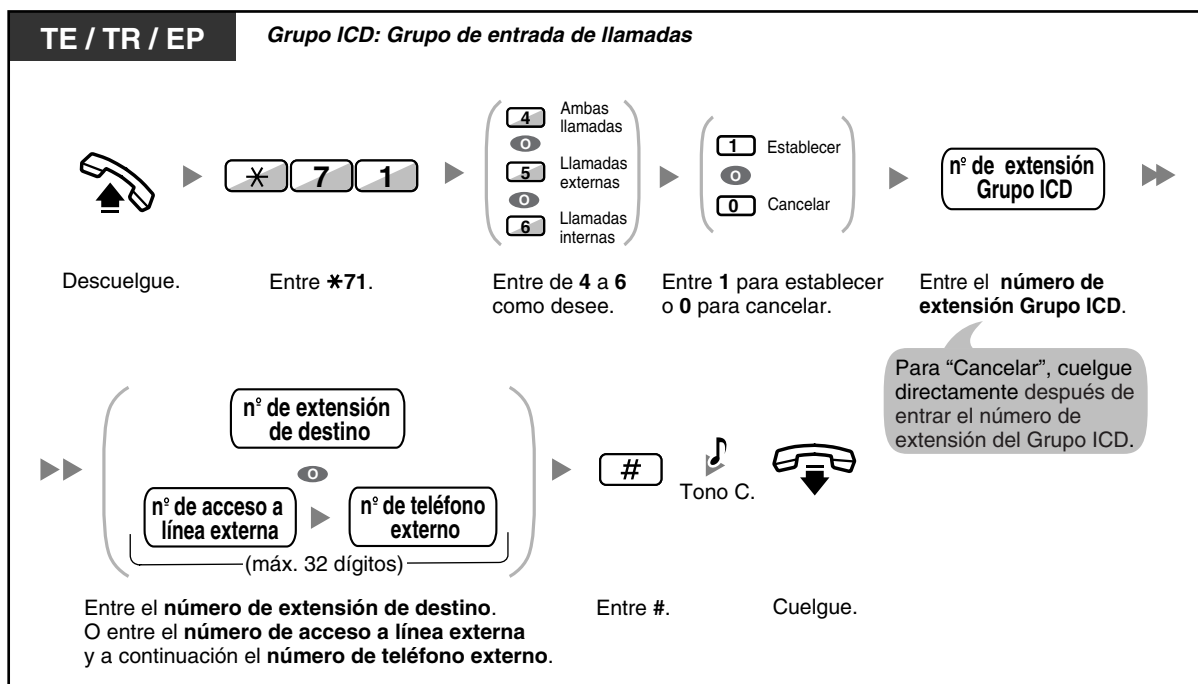 TE / TR / EP
Grupo ICD: Grupo de entrada de llamadas
4 Ambas
llamadas
O
5 Llamadas
externas
O
6 Llamadas
internas
1 Establecer
O
0 Cancelar
* 7 1
nº de extensión
Grupo ICD
Descuelgue.
Entre *71.
Entre de 4 a 6
como desee.
Entre 1 para establecer
o 0 para cancelar.
Entre el número de
extensión Grupo ICD.
Para “Cancelar”, cuelgue
directamente después de
entrar el número de
extensión del Grupo ICD.
nº de extensión
de destino
O
nº de acceso a
línea externa
nº de teléfono
externo
(máx. 32 dígitos)
#
Tono C.
Entre el número de extensión de destino.
O entre el número de acceso a línea externa
y a continuación el número de teléfono externo.
Entre #.
Cuelgue.